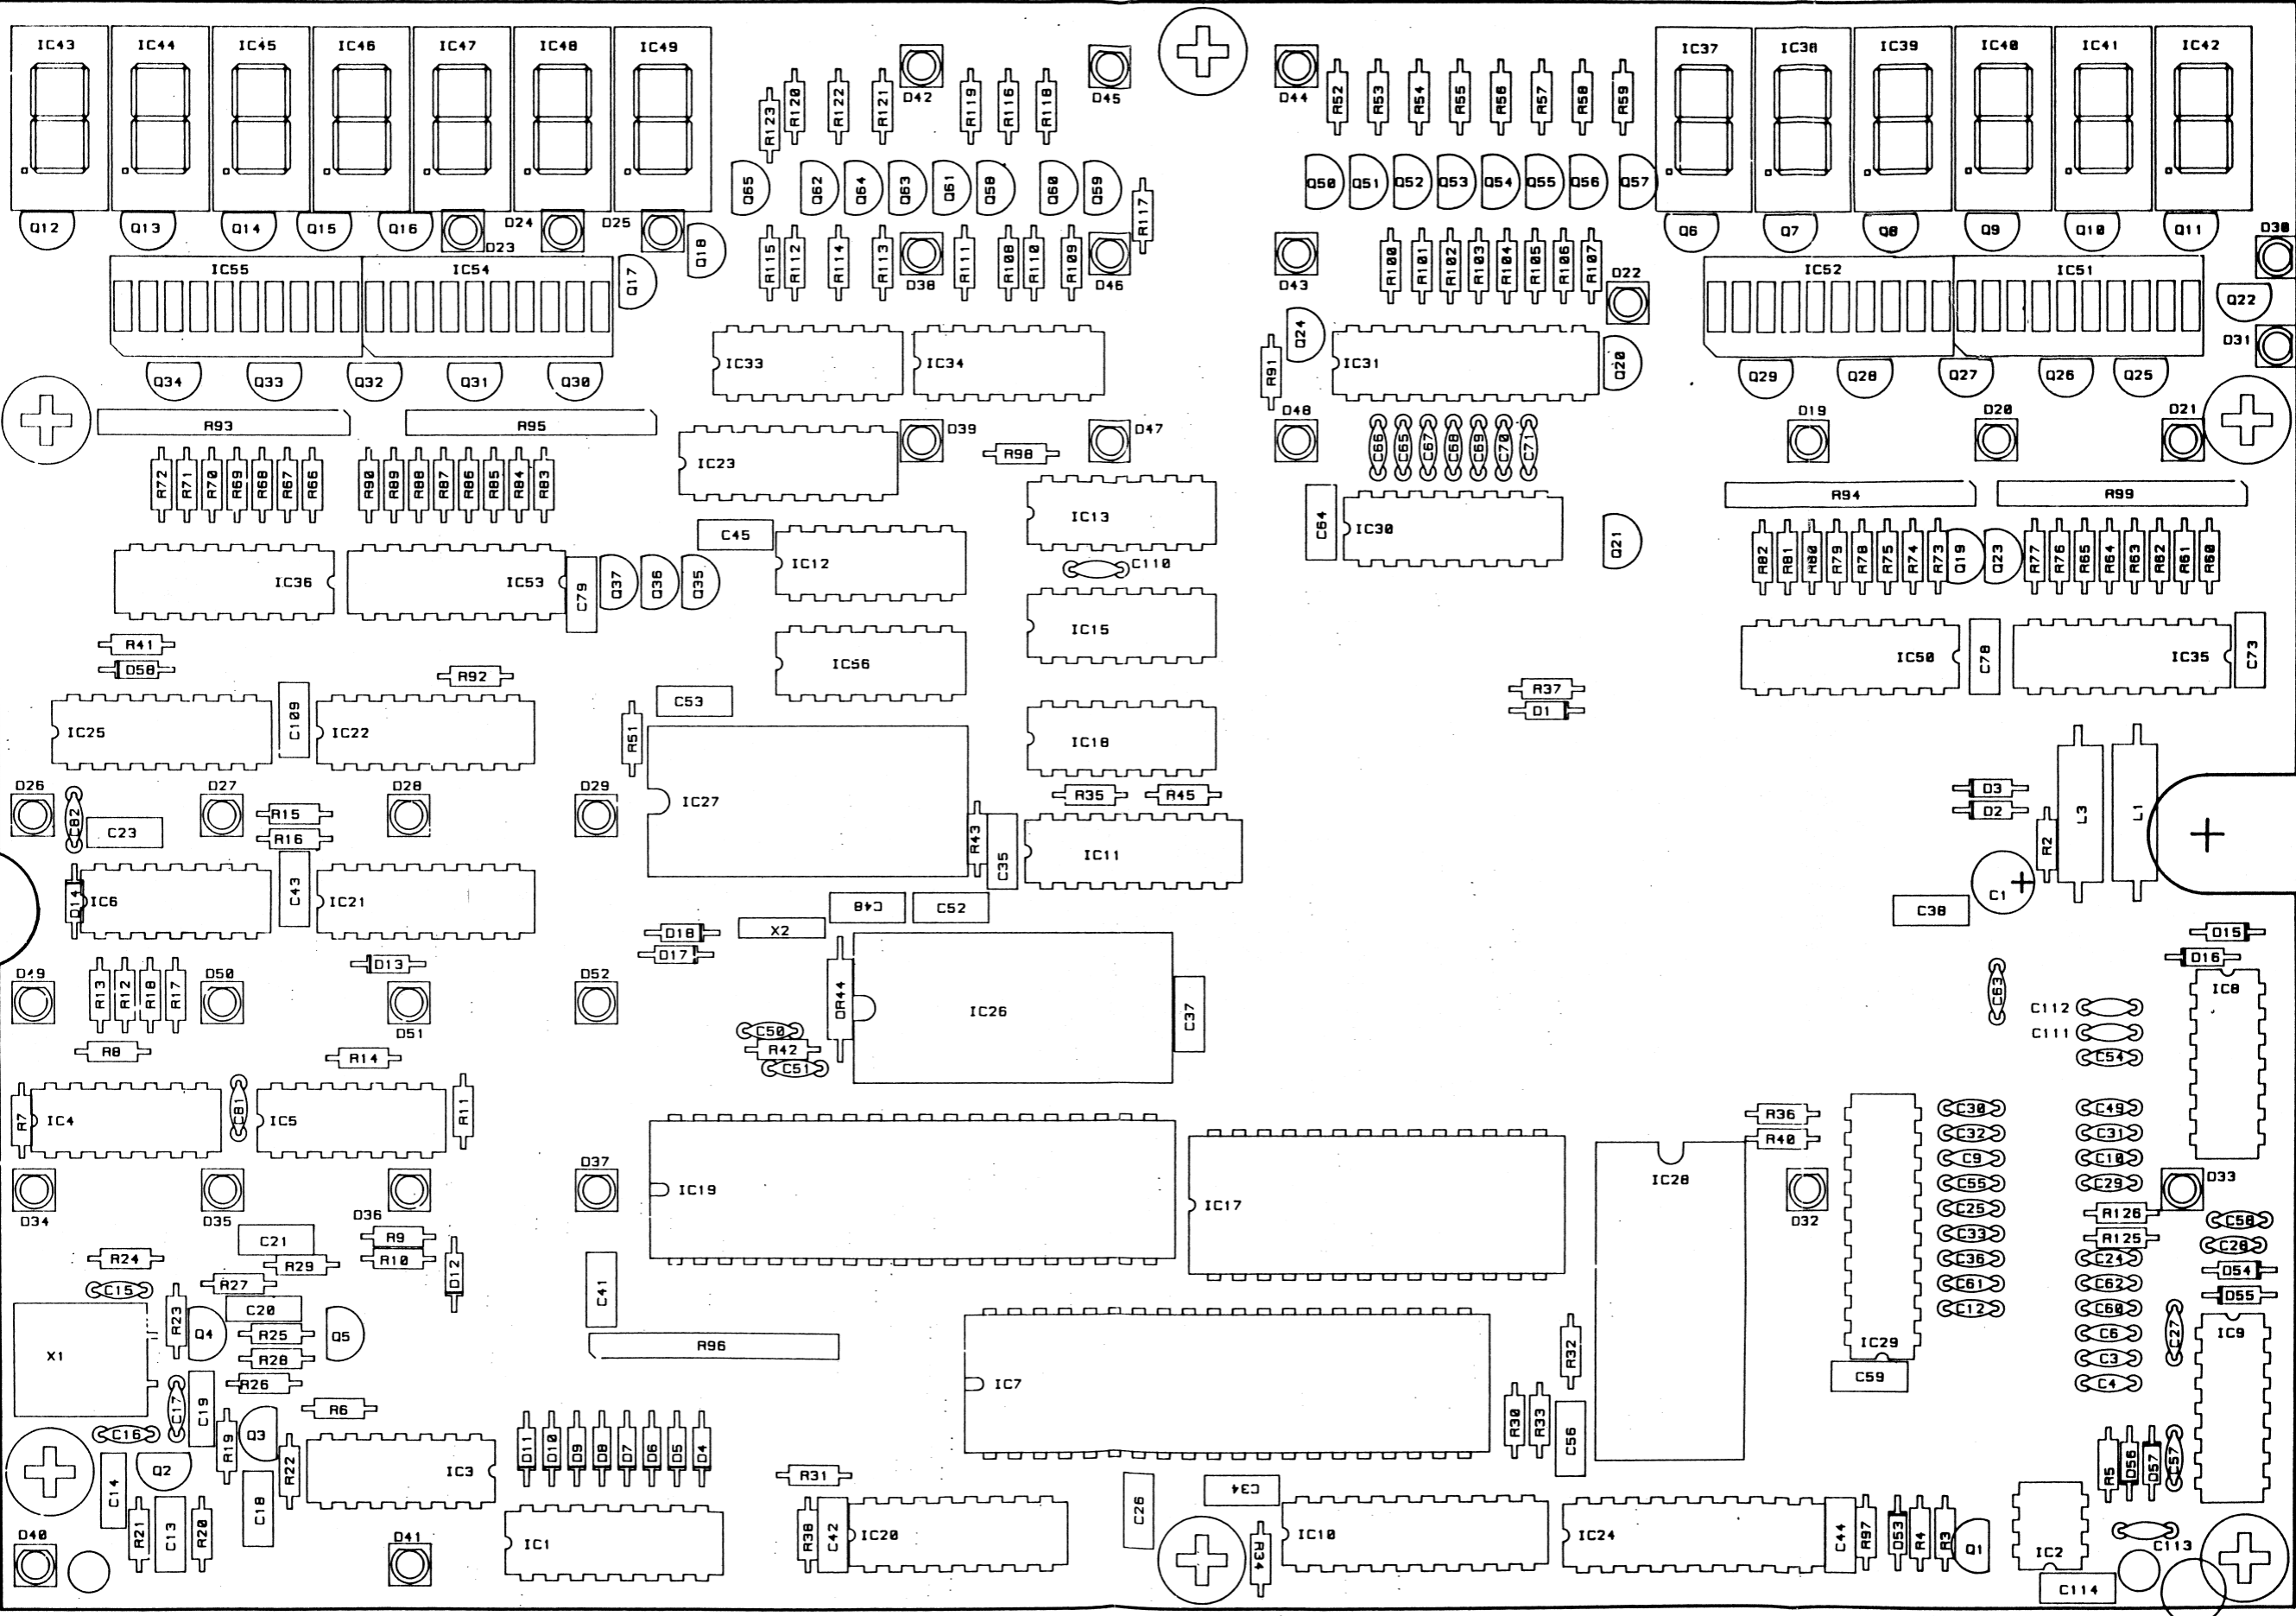 IC43 IC44 IC45 IC46 IC47 IC48 IC49
D42 D45 D44
IC37 IC38 IC39 IC40 IC41 IC42
R123 R120 R122 R121 R119 R116 R118
R52 R53 R54 R55 R56 R57 R58 R59
Q65 Q62 Q64 Q63 Q61 Q58 Q60 Q59 R117
Q50 Q51 Q52 Q53 Q54 Q55 Q56 Q57
Q12 Q13 Q14 Q15 Q16 D23 D24 D25 Q18
Q6 Q7 Q8 Q9 Q10 Q11 D30
R115 R112 R114 R113 D38 R111 R108 R110 R109 D46 D43
R100 R101 R102 R103 R104 R105 R106 R107 D22
IC55 IC54 Q17
IC52 IC51 Q22
IC33 IC34 R91 Q24 IC31 Q20 D31
Q34 Q33 Q32 Q31 Q30
Q29 Q28 Q27 Q26 Q25
R93 R95 D39 R98 D47 D48
C66 C65 C67 C68 C69 C70 C71
D19 D20 D21
IC23
R72 R71 R70 R69 R68 R67 R66 R90 R89 R88 R87 R86 R85 R84 R83
R94 R99
C45 IC13 C64 IC30 Q21
R82 R81 R80 R79 R78 R75 R74 R73 Q19 Q23 R77 R76 R65 R64 R63 R62 R61 R60
IC36 IC53 C79 Q37 Q36 Q35 IC12 C110
R41 IC15
D58 R92 IC56
IC50 C78 IC35 C73
R37
D1
C53
IC25 C109 IC22 R51 IC18
D26 D27 D28 D29 IC27 R35 R45
D3
D2 R2 L3 L1
C82 C23 R15
R16 R43 C35 IC11
D14 IC6 C43 IC21 C48 C52 C1 C38
D18 X2 D15
D17 D16
D13
D49 R13 R12 R18 R17 D50 D51 D52
OR44 IC26 C37 C63 IC8
C112
C111
C54
C50
R42
C51
R8 R14
R7 IC4 C81 IC5 R11
R36
R40
C30 C49
C32 C31
C9 C10
C55 C29
C25 R126
C33 R125
C36 C24
C61 C62
C12 C60
C6
C3
C4
D34 D35 D36 D37 IC19 IC17 IC28 D32 D33
C21 R9
R24 R29 R10 D12
C15 R27 C20
C28
D54
D55
X1 R23 Q4 R25 Q5
R28
R26
C41 R96 IC7 R32 IC29 C59 C27 IC9
C17 C19 R6
C16 R19 Q3
C14 Q2 R22 IC3
D11 D10 D9 D8 D7 D6 D5 D4
R31 R30 R33 C56
R5 D56 D57 C57
D40 R21 C13 R20 C18 D41 IC1
R38 C42 IC20 C26 C34 R34 IC10 IC24 C44 R97 D53 R4 R3 Q1 IC2 C113
C114